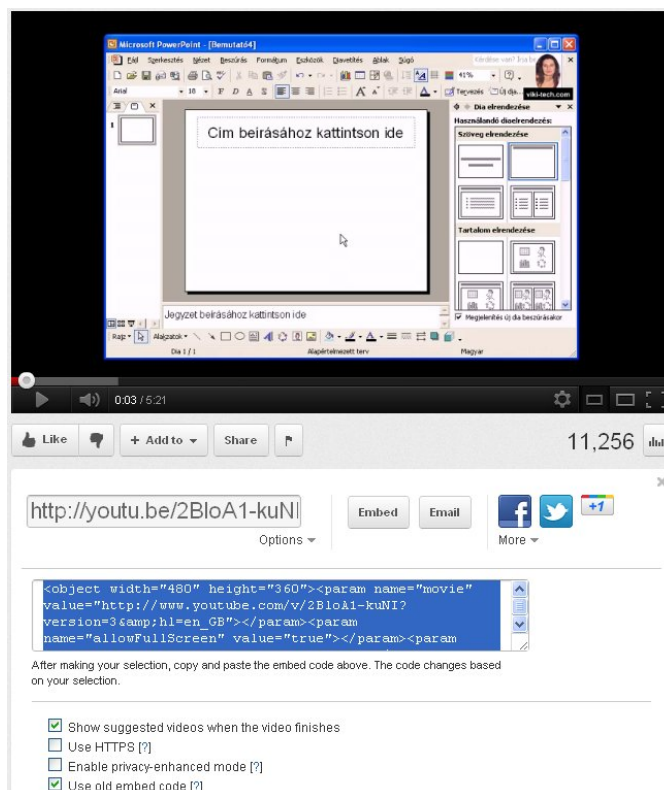 Microsoft PowerPoint - [Bemutató4]
Fájl Szerkesztés Nézet Beszúrás Formátum Eszközök Diavetítés Ablak Súgó
41%
Arial 18 F D A S Tervezés Új dia...
viki-tech.com
Dia elrendezése
Használandó diaelrendezés:
Szöveg elrendezése
1
Cím beírásához kattintson ide
Tartalom elrendezése
Jegyzet beírásához kattintson ide
Megjelenítés új dia beszúrásakor
Rajz Alakzatok
Dia 1 / 1 Alapértelmezett terv Magyar
0:03 / 5:21
Like + Add to Share 11,256
http://youtu.be/2BloA1-kuNI Embed Email +1
Options More
<object width="480" height="360"><param name="movie"
value="http://www.youtube.com/v/2BloA1-kuNI?
version=3&amp;hl=en_GB"></param><param
name="allowFullScreen" value="true"></param><param
After making your selection, copy and paste the embed code above. The code changes based
on your selection.
Show suggested videos when the video finishes
Use HTTPS [?]
Enable privacy-enhanced mode [?]
Use old embed code [?]